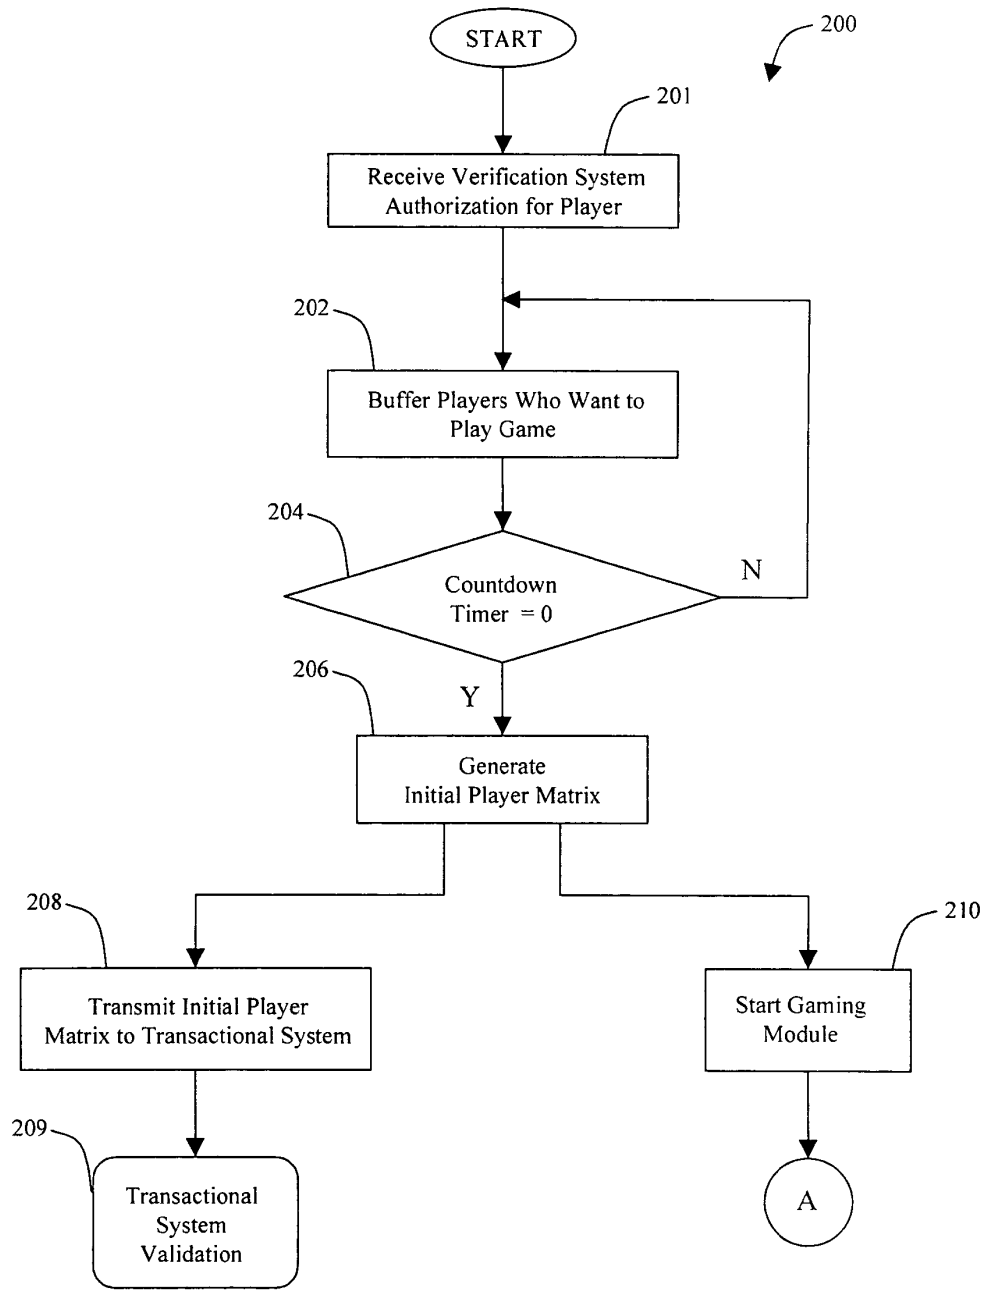 START
200
201
Receive Verification System
Authorization for Player
202
Buffer Players Who Want to
Play Game
204
Countdown
Timer = 0
N
206
Y
Generate
Initial Player Matrix
208
210
Transmit Initial Player
Matrix to Transactional System
Start Gaming
Module
209
Transactional
System
Validation
A